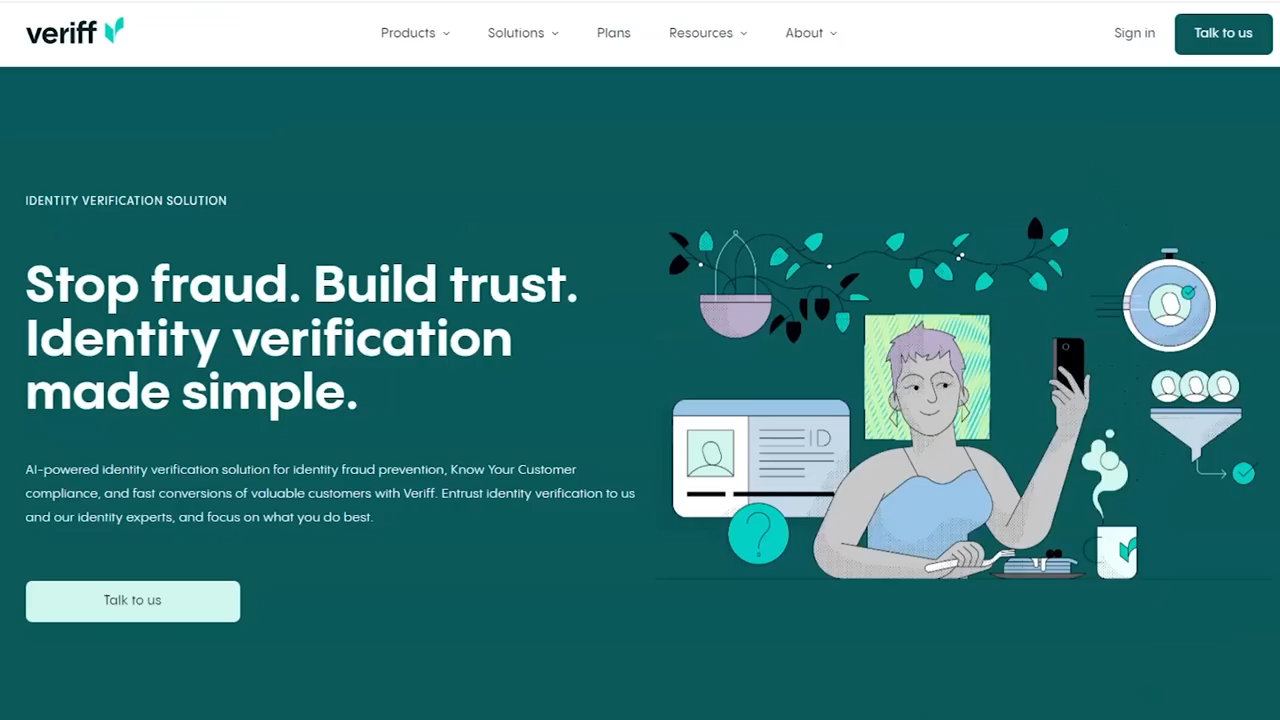 veriff
Products
Solutions
Plans
Resources
About
Sign in
Talk to us
IDENTITY VERIFICATION SOLUTION
Stop fraud. Build trust.
Identity verification
made simple.
AI-powered identity verification solution for identity fraud prevention, Know Your Customer
compliance, and fast conversions of valuable customers with Veriff. Entrust identity verification to us
and our identity experts, and focus on what you do best.
Talk to us
ID
?